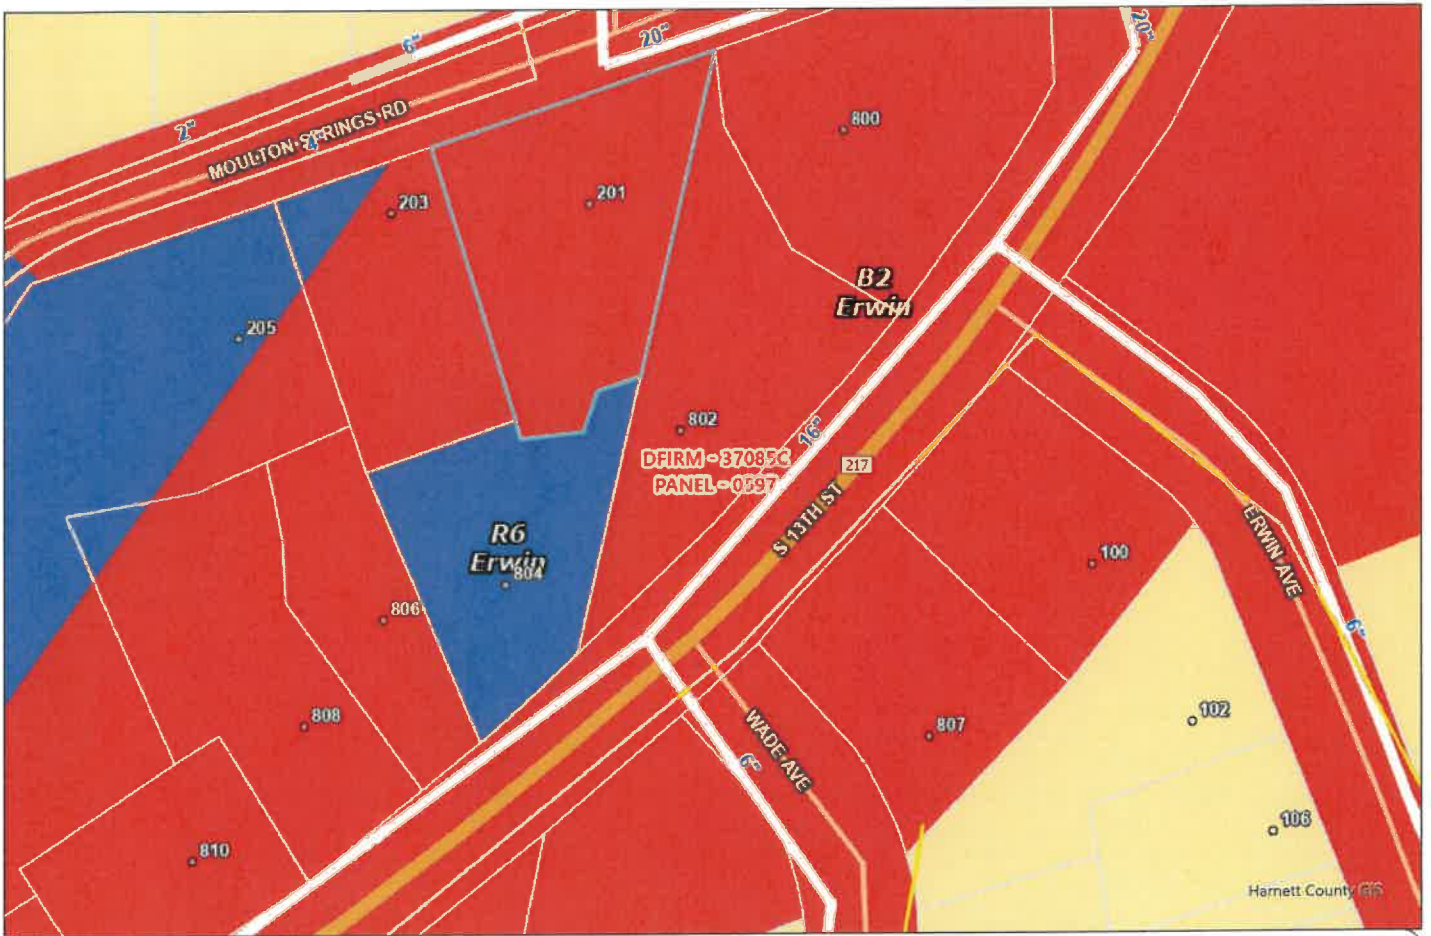 6"
20"
20"
2"
4"
MOULTON SPRINGS RD
800
203
201
B2
Erwin
205
802
16"
DFIRM - 37085C
217
PANEL - 0597
S 13TH ST
R6
Erwin
804
100
ERWIN AVE
806
6"
808
102
807
WADE AVE
6"
106
810
Harnett County GIS